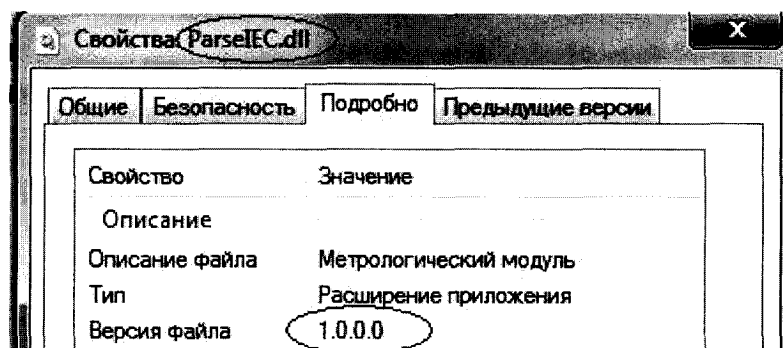 Свойства: ParseIEC.dll
Общие Безопасность Подробно Предыдущие версии
Свойство Значение
Описание
Описание файла Метрологический модуль
Тип Расширение приложения
Версия файла 1.0.0.0